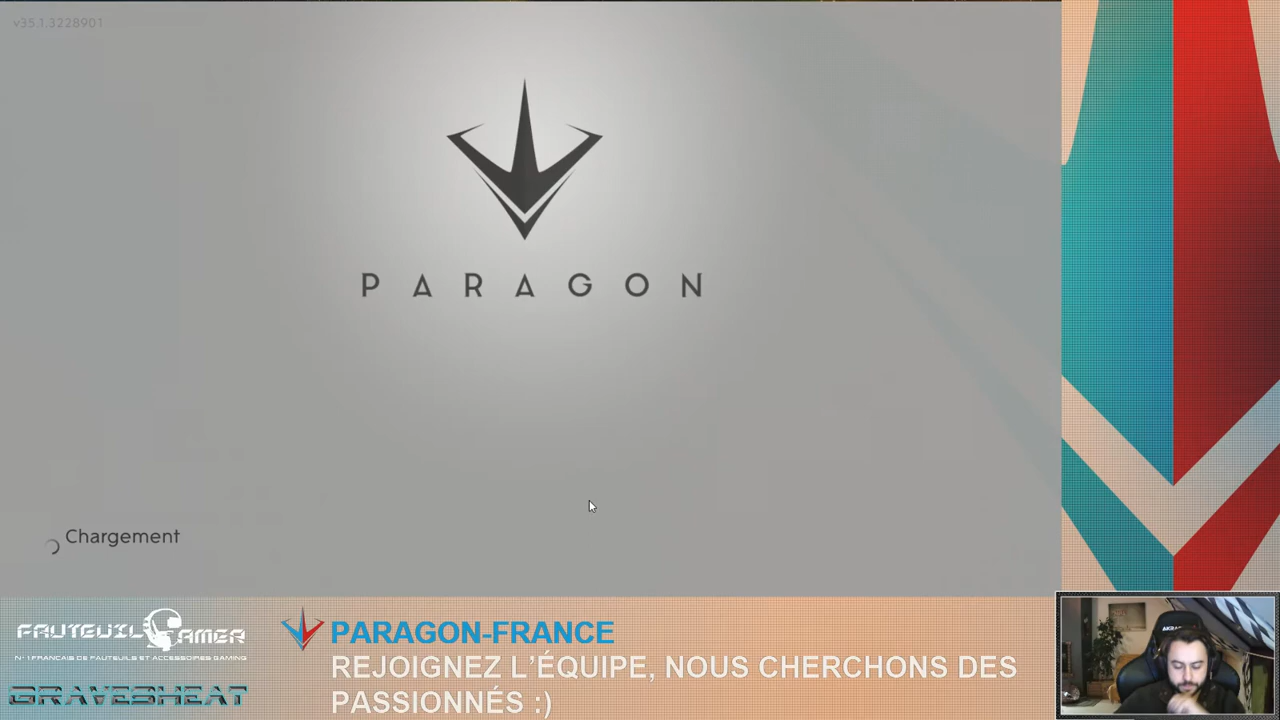 v35.1.3228901
PARAGON
Chargement
FAUTEUIL GAMER
N°1 FRANCAIS DE FAUTEUILS ET ACCESSOIRES GAMING
GRAVESHEAT
PARAGON-FRANCE
REJOIGNEZ L'ÉQUIPE, NOUS CHERCHONS DES
PASSIONNÉS :)